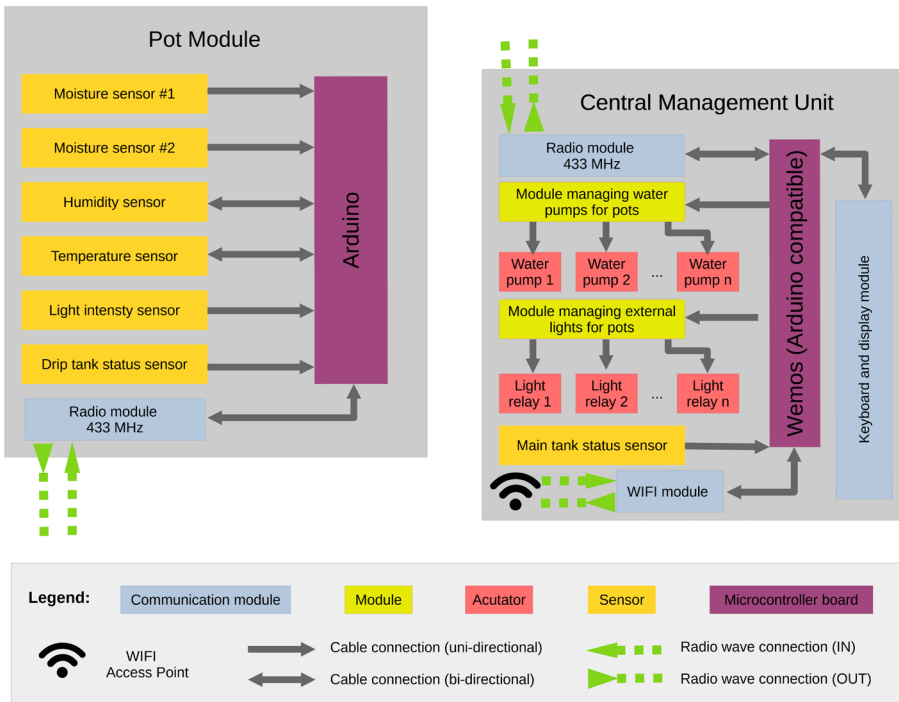 Pot Module
Moisture sensor #1
Moisture sensor #2
Humidity sensor
Temperature sensor
Light intensty sensor
Drip tank status sensor
Radio module
433 MHz
Arduino
Central Management Unit
Radio module
433 MHz
Module managing water
pumps for pots
Water
pump 1
Water
pump 2
...
Water
pump n
Module managing external
lights for pots
Light
relay 1
Light
relay 2
...
Light
relay n
Main tank status sensor
WIFI module
Wemos (Arduino compatible)
Keyboard and display module
Legend:
Communication module
Module
Acutator
Sensor
Microcontroller board
WIFI
Access Point
Cable connection (uni-directional)
Cable connection (bi-directional)
Radio wave connection (IN)
Radio wave connection (OUT)